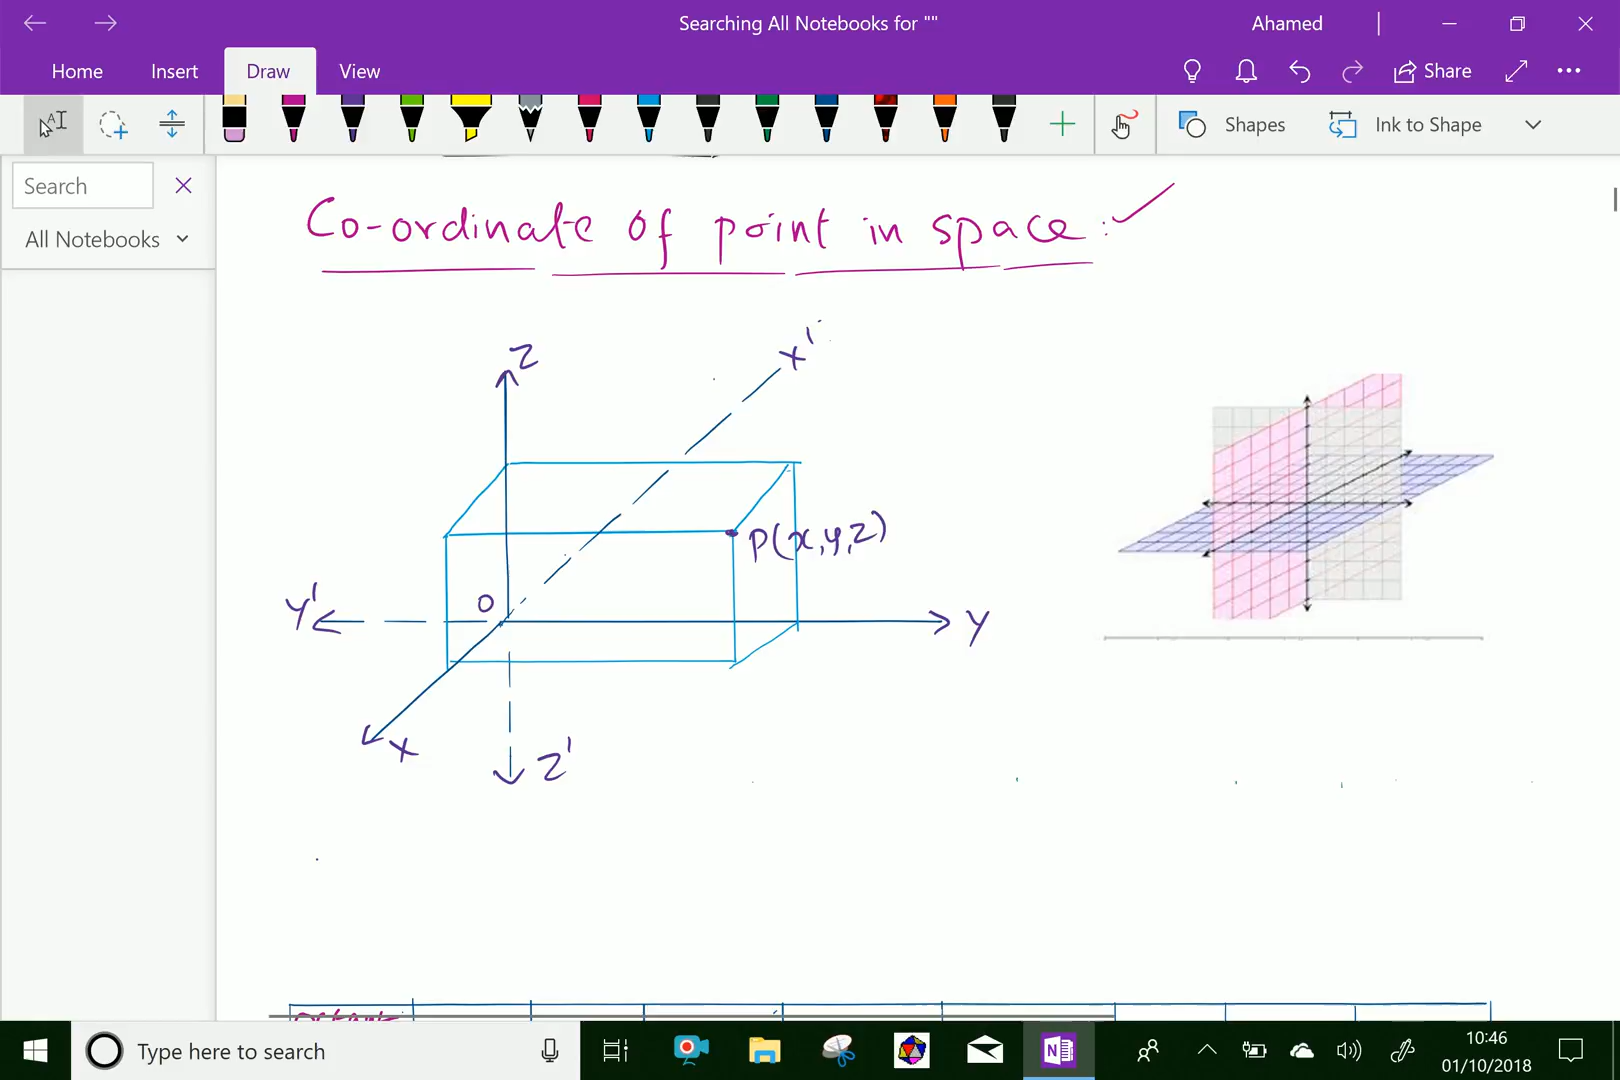 Searching All Notebooks for ""
Ahamed
Home
Insert
Draw
View
Share
Shapes
Ink to Shape
Search
All Notebooks
Co-ordinate of point in space:
Z
X'
P(x,y,z)
O
Y'
Y
X
Z'
Type here to search
10:46
01/10/2018